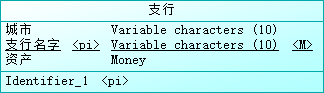 支行
城市 Variable characters (10)
支行名字 <pi> Variable characters (10) <M>
资产 Money
Identifier_1 <pi>